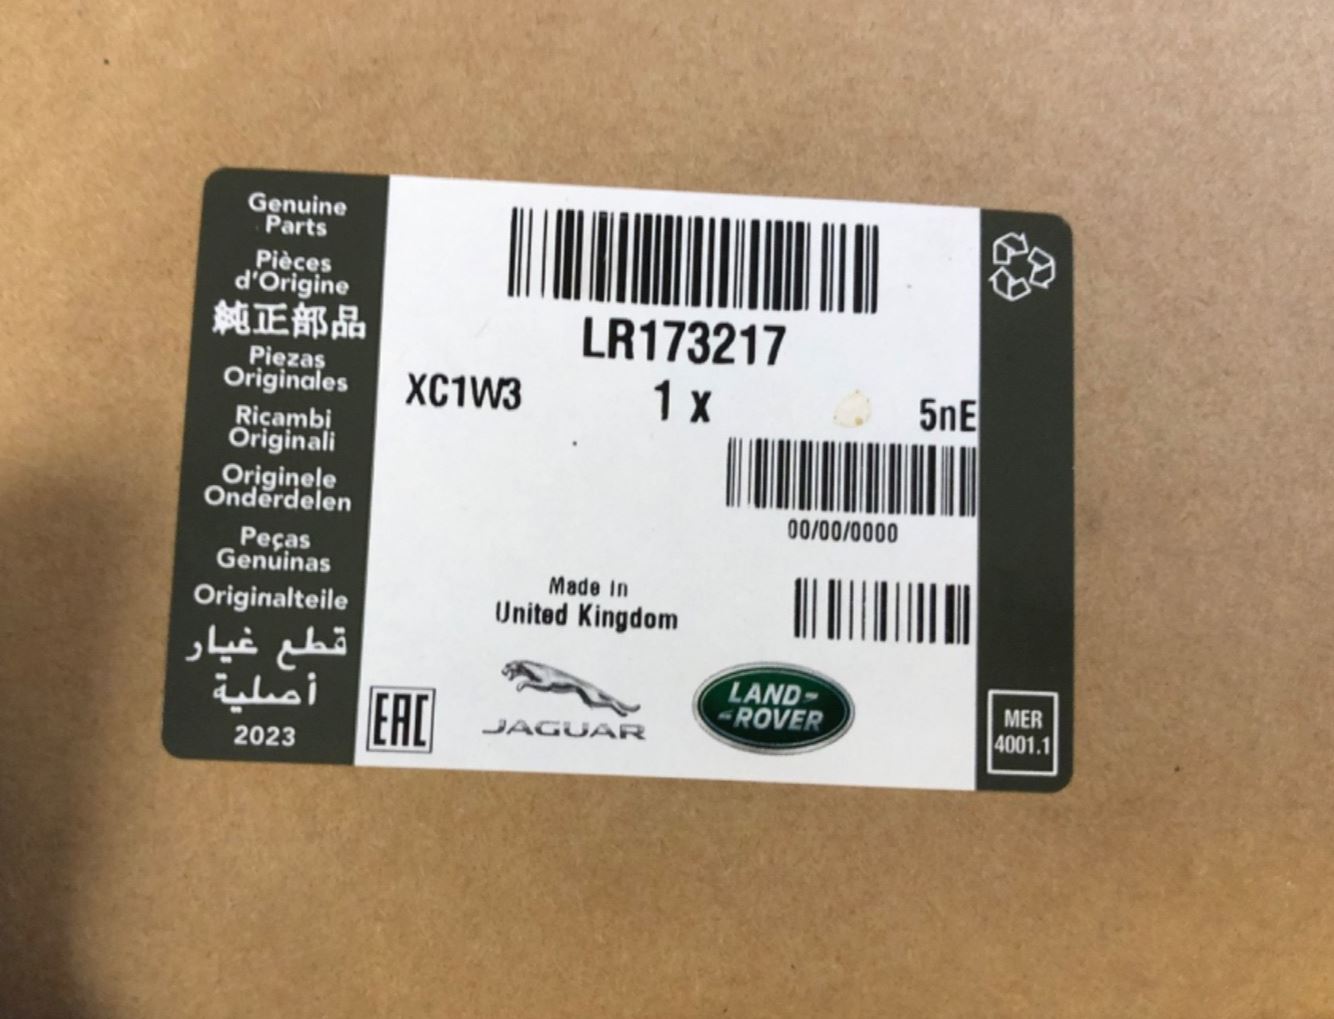 Genuine
Parts
Pièces
d'Origine
純正部品
Piezas
Originales
Ricambi
Originali
Originele
Onderdelen
Peças
Genuinas
Originalteile
قطع غيار
أصلية
2023
LR173217
XC1W3 1 x 5nE
00/00/0000
Made In
United Kingdom
EAC
JAGUAR
LAND-
ROVER
MER
4001.1